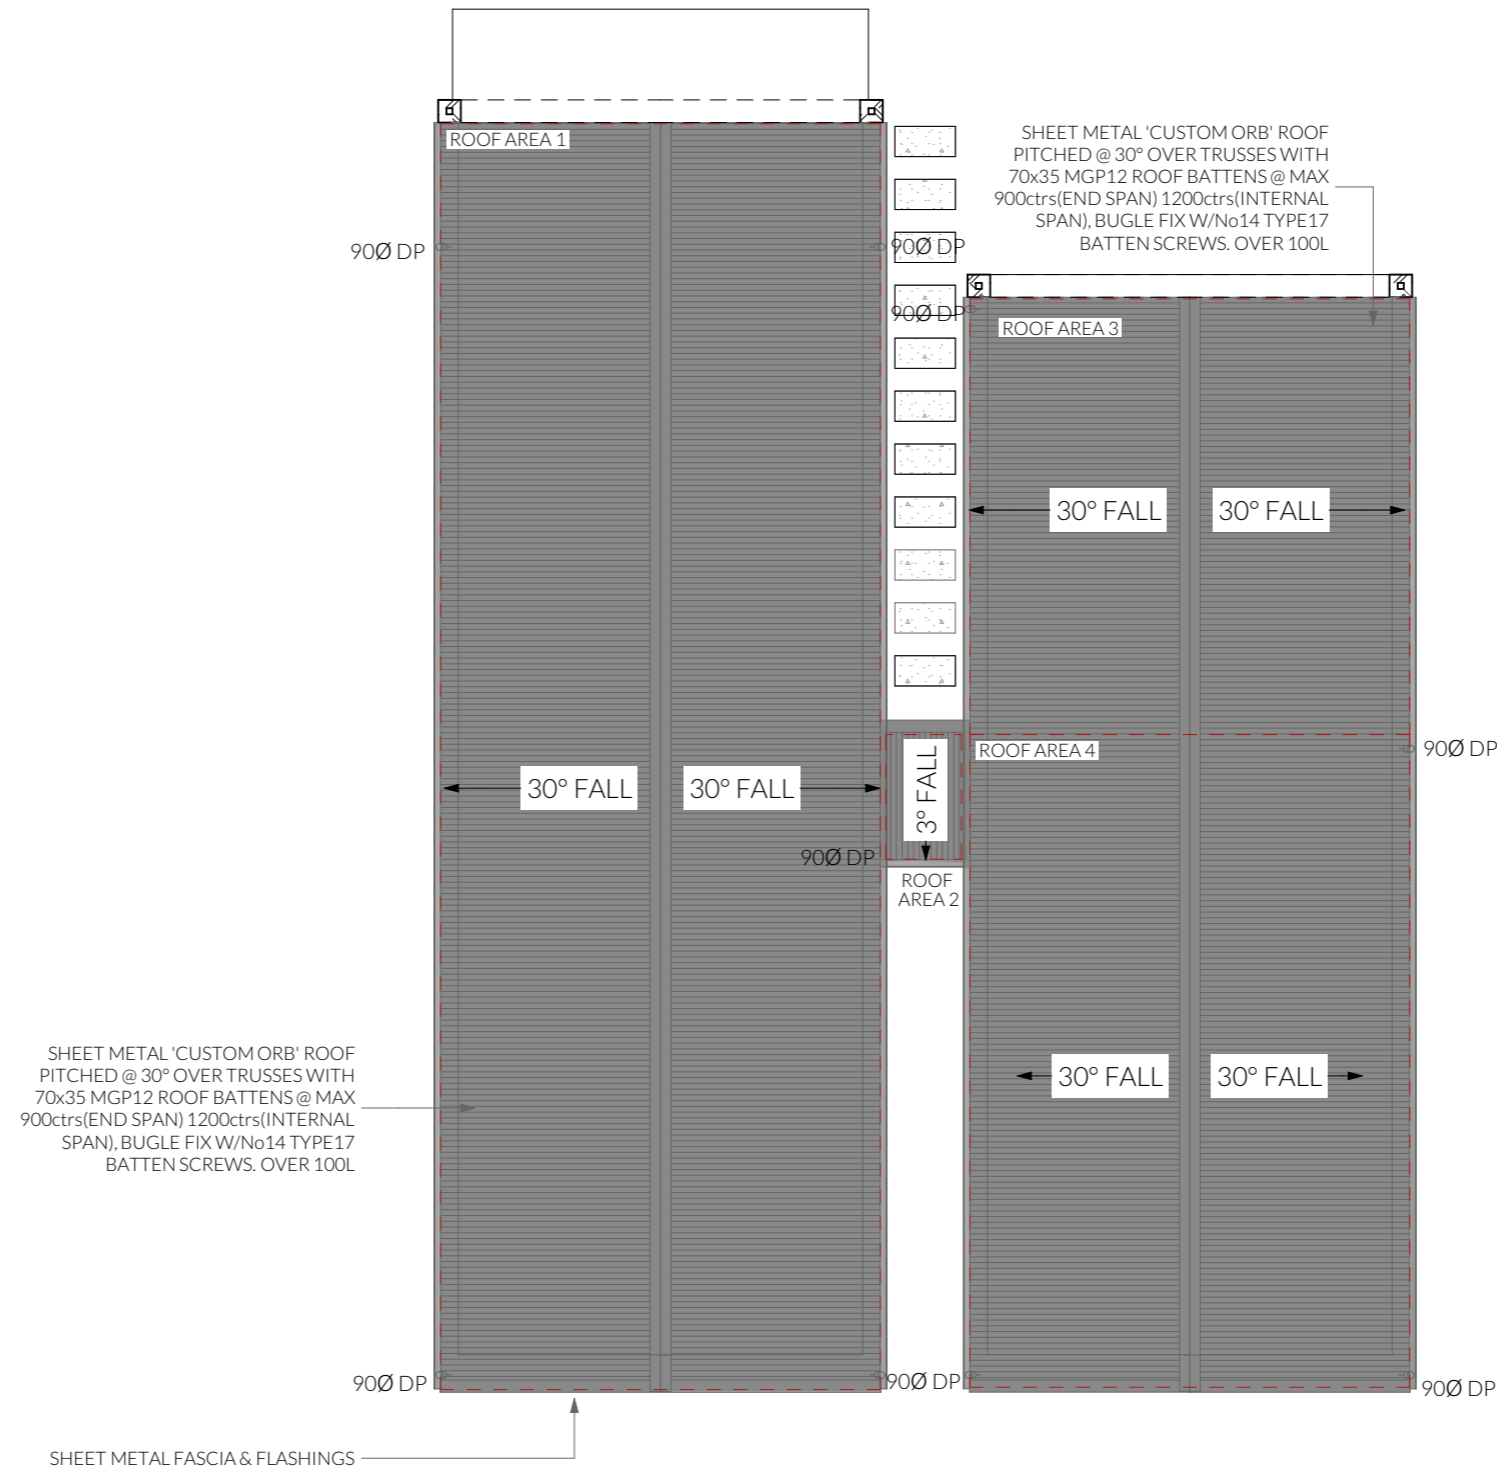 ROOF AREA 1
SHEET METAL 'CUSTOM ORB' ROOF
PITCHED @ 30° OVER TRUSSES WITH
70x35 MGP12 ROOF BATTENS @ MAX
900ctrs(END SPAN) 1200ctrs(INTERNAL
SPAN), BUGLE FIX W/No14 TYPE17
BATTEN SCREWS. OVER 100L
90Ø DP
90Ø DP
90Ø DP
ROOF AREA 3
30° FALL
30° FALL
ROOF AREA 4
90Ø DP
30° FALL
30° FALL
3° FALL
90Ø DP
ROOF
AREA 2
SHEET METAL 'CUSTOM ORB' ROOF
PITCHED @ 30° OVER TRUSSES WITH
70x35 MGP12 ROOF BATTENS @ MAX
900ctrs(END SPAN) 1200ctrs(INTERNAL
SPAN), BUGLE FIX W/No14 TYPE17
BATTEN SCREWS. OVER 100L
30° FALL
30° FALL
90Ø DP
90Ø DP
90Ø DP
SHEET METAL FASCIA & FLASHINGS